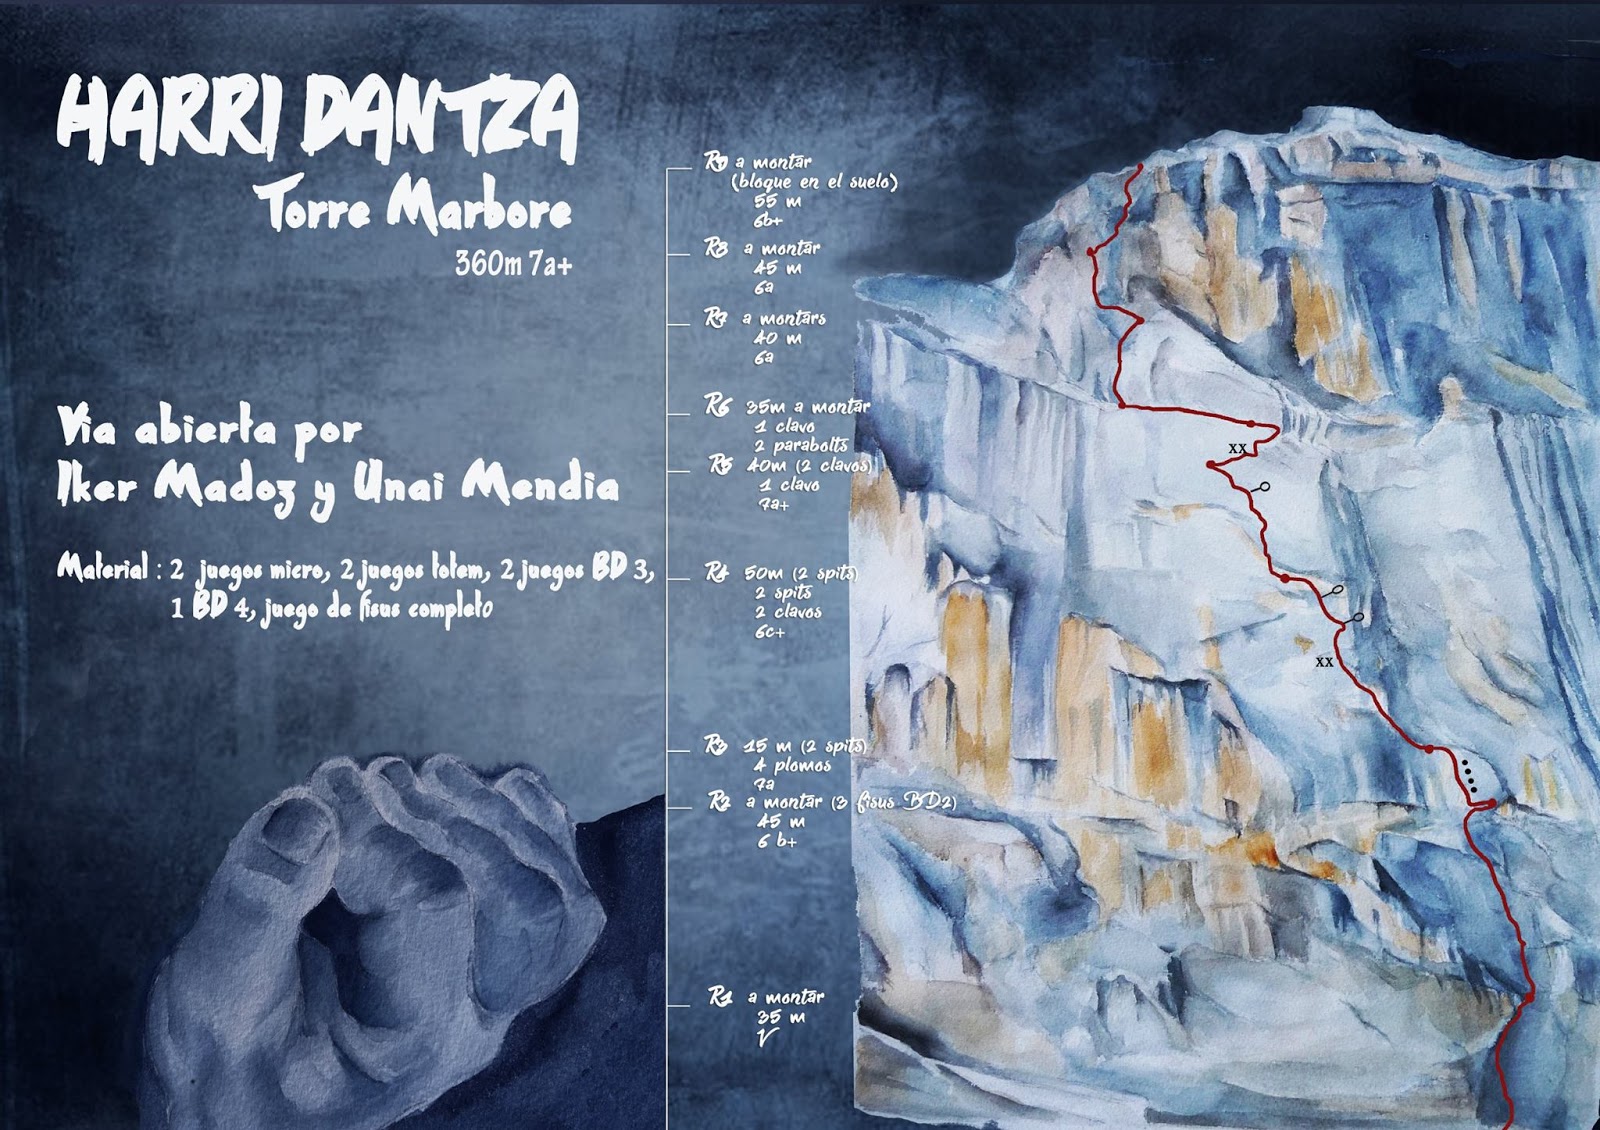 HARRI DANTZA
Torre Marbore
360m 7a+
Via abierta por
Iker Madoz y Unai Mendia
Material : 2 juegos micro, 2 juegos totem, 2 juegos BD 3,
1 BD 4, juego de fisus completo
R9 a montar
(bloque en el suelo)
55 m
6b+
R8 a montar
45 m
6a
R7 a montars
40 m
6a
R6 35m a montar
1 clavo
2 parabolts
R5 40m (2 clavos)
1 clavo
7a+
R4 50m (2 spits)
2 spits
2 clavos
6c+
R3 15 m (2 spits)
4 plomos
7a
R2 a montar (3 fisus BD2)
45 m
6 b+
R1 a montar
35 m
V
xx
xx